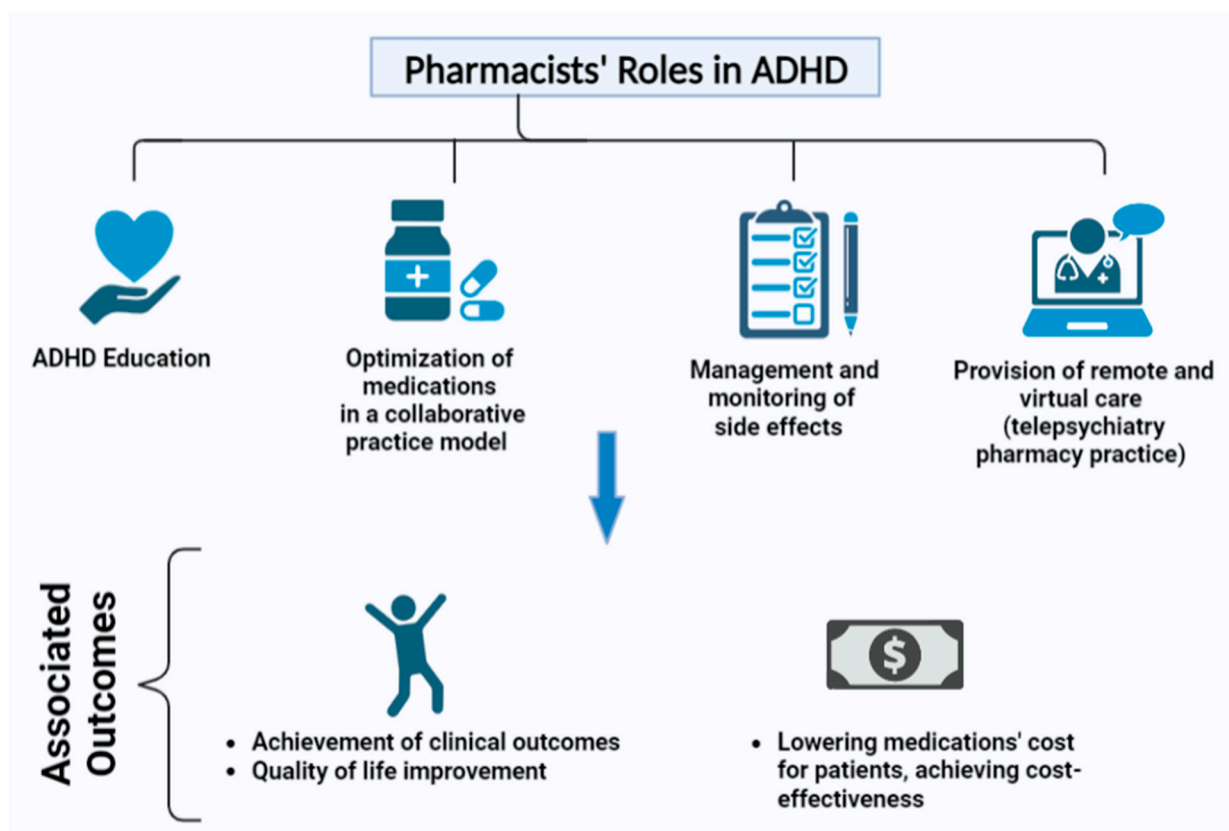 Pharmacists' Roles in ADHD
ADHD Education
Optimization of
medications
in a collaborative
practice model
Management and
monitoring of
side effects
Provision of remote and
virtual care
(telepsychiatry
pharmacy practice)
Associated
Outcomes
• Achievement of clinical outcomes
• Quality of life improvement
$
• Lowering medications' cost
for patients, achieving cost-
effectiveness